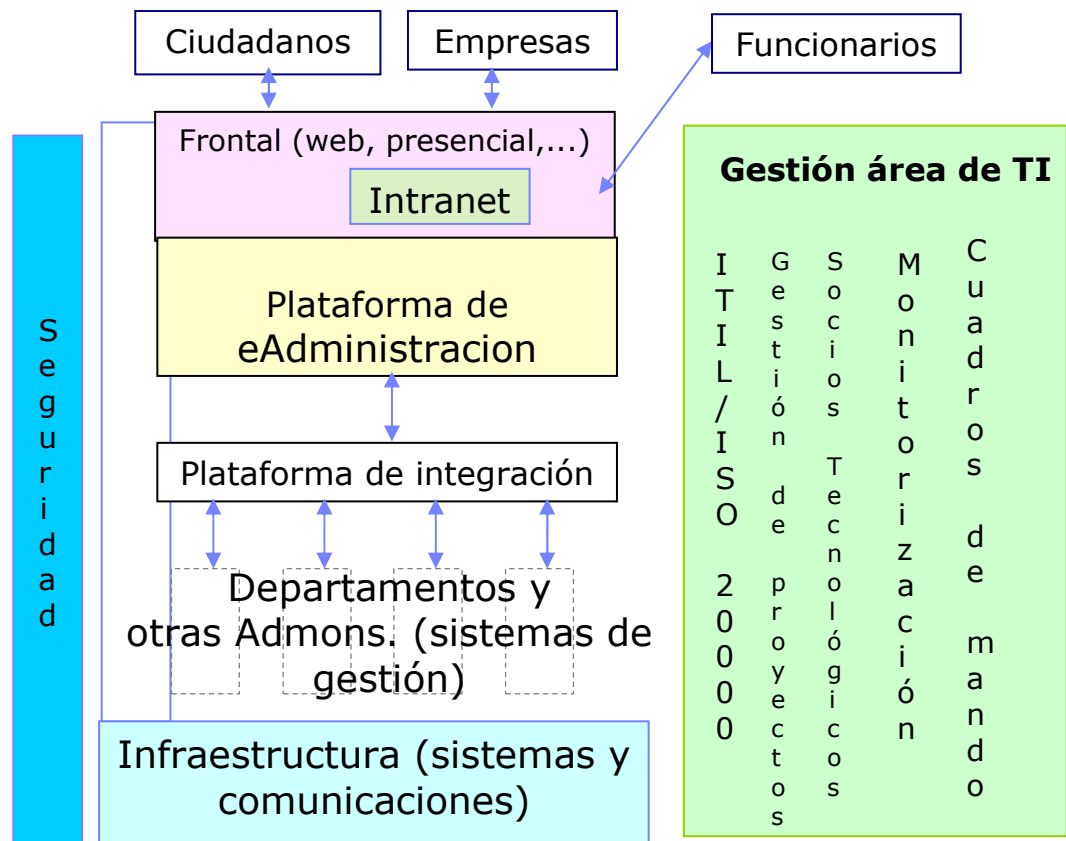 Ciudadanos
Empresas
Funcionarios
Frontal (web, presencial,...)
Intranet
Plataforma de
eAdministracion
Plataforma de integración
Departamentos y
otras Admons. (sistemas de
gestión)
Infraestructura (sistemas y
comunicaciones)
Seguridad
Gestión área de TI
ITIL/ISO 20000
Gestión de proyectos
Socios Tecnológicos
Monitorización
Cuadros de mando